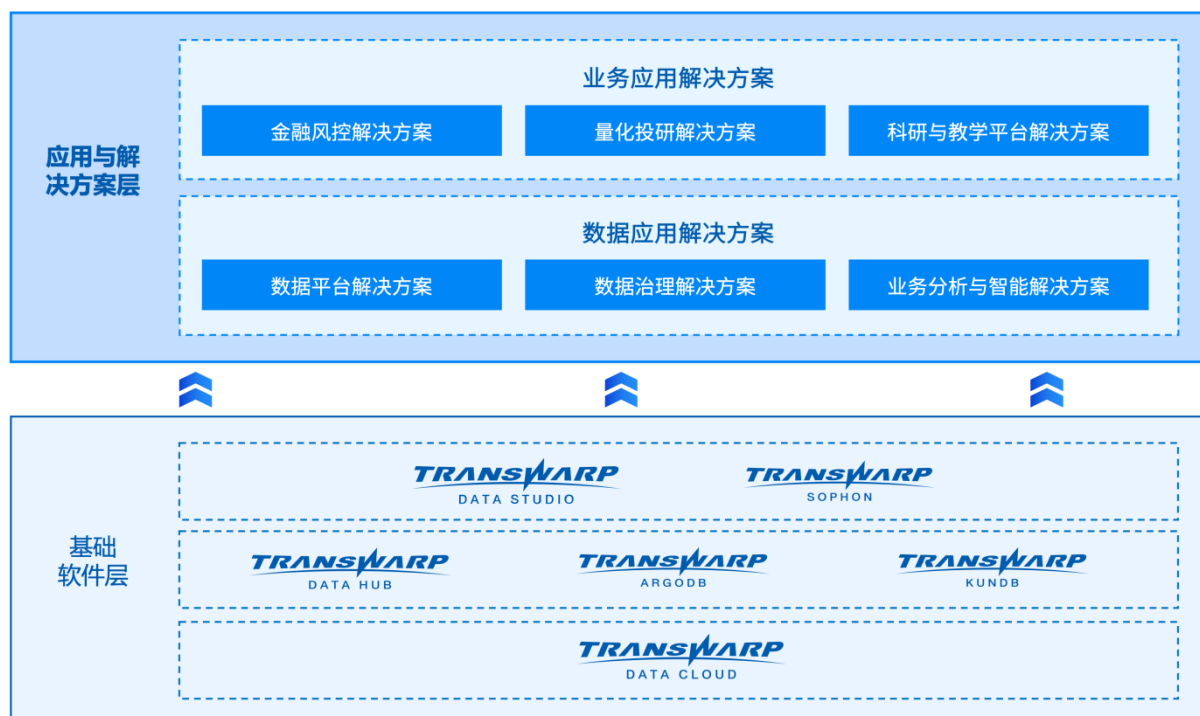 应用与解
决方案层
业务应用解决方案
金融风控解决方案
量化投研解决方案
科研与教学平台解决方案
数据应用解决方案
数据平台解决方案
数据治理解决方案
业务分析与智能解决方案
基础
软件层
TRANSWARP
DATA STUDIO
TRANSWARP
SOPHON
TRANSWARP
DATA HUB
TRANSWARP
ARGODB
TRANSWARP
KUNDB
TRANSWARP
DATA CLOUD